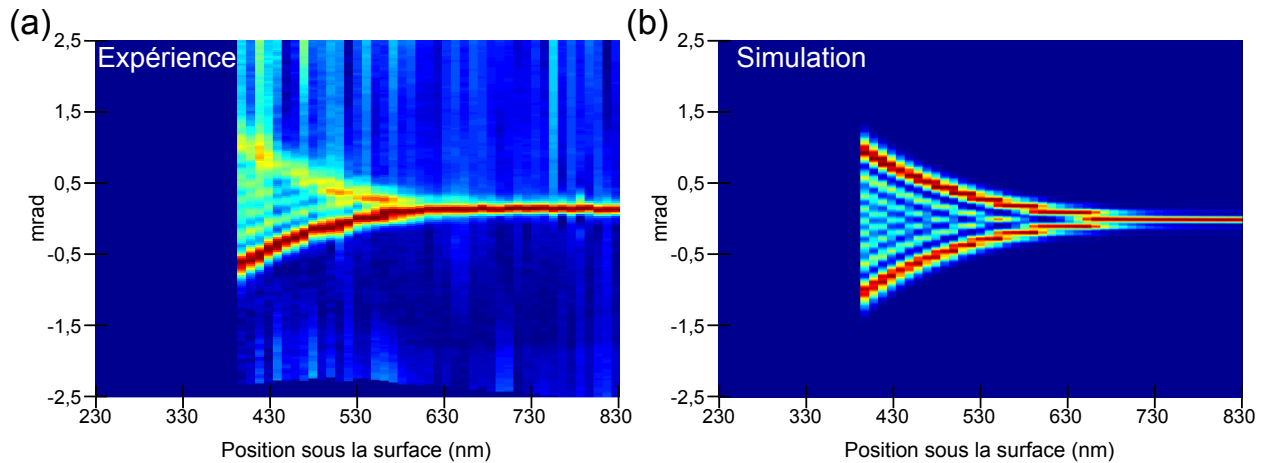 (a)
Expérience
2,5
1,5
0,5
-0,5
-1,5
-2,5
mrad
230 330 430 530 630 730 830
Position sous la surface (nm)
(b)
Simulation
2,5
1,5
0,5
-0,5
-1,5
-2,5
mrad
230 330 430 530 630 730 830
Position sous la surface (nm)